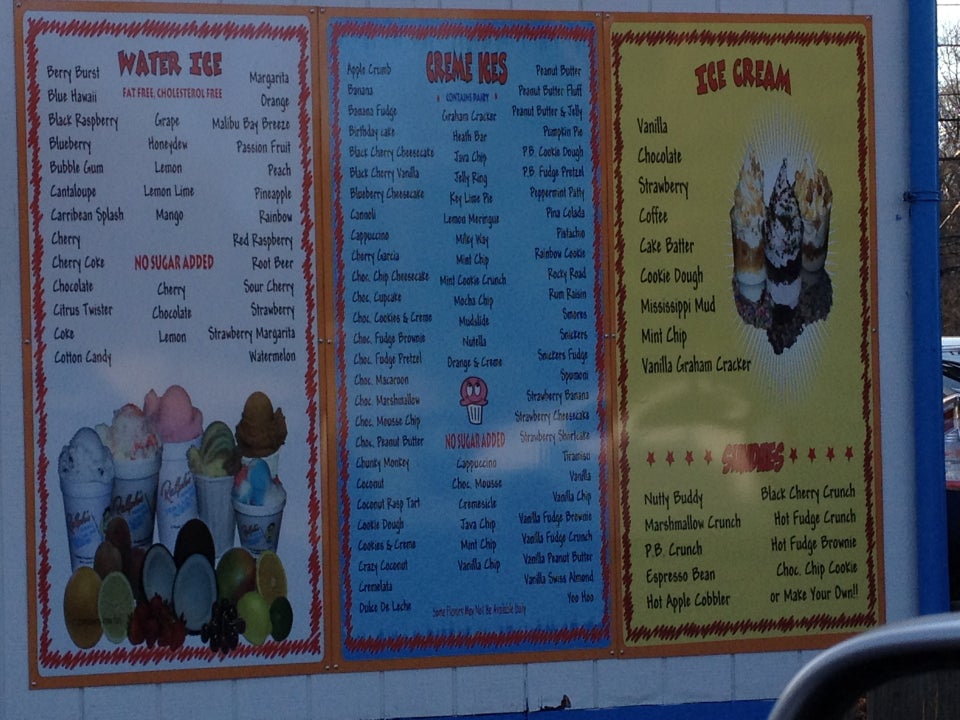 WATER ICE
FAT FREE, CHOLESTEROL FREE
Berry Burst
Blue Hawaii
Black Raspberry
Blueberry
Bubble Gum
Cantaloupe
Carribean Splash
Cherry
Cherry Coke
Chocolate
Citrus Twister
Coke
Cotton Candy
Grape
Honeydew
Lemon
Lemon Lime
Mango
NO SUGAR ADDED
Cherry
Chocolate
Lemon
Margarita
Orange
Malibu Bay Breeze
Passion Fruit
Peach
Pineapple
Rainbow
Red Raspberry
Root Beer
Sour Cherry
Strawberry
Strawberry Margarita
Watermelon
Ralph's
Ralph's
Ralph's
CREME ICES
CONTAINS DAIRY
Apple Crumb
Banana
Banana Fudge
Birthday cake
Black Cherry Cheesecake
Black Cherry Vanilla
Blueberry Cheesecake
Cannoli
Cappuccino
Cherry Garcia
Choc. Chip Cheesecake
Choc. Cupcake
Choc. Cookies & Creme
Choc. Fudge Brownie
Choc. Fudge Pretzel
Choc. Macaroon
Choc. Marshmallow
Choc. Mousse Chip
Choc. Peanut Butter
Chunky Monkey
Coconut
Coconut Rasp Tart
Cookie Dough
Cookies & Creme
Crazy Coconut
Cremelata
Dulce De Leche
Graham Cracker
Heath Bar
Java Chip
Jelly Ring
Key Lime Pie
Lemon Meringue
Milky Way
Mint Chip
Mint Cookie Crunch
Mocha Chip
Mudslide
Nutella
Orange & Creme
NO SUGAR ADDED
Cappuccino
Choc. Mousse
Cremesicle
Java Chip
Mint Chip
Vanilla Chip
Peanut Butter
Peanut Butter Fluff
Peanut Butter & Jelly
Pumpkin Pie
P.B. Cookie Dough
P.B. Fudge Pretzel
Peppermint Patty
Pina Colada
Pistachio
Rainbow Cookie
Rocky Road
Rum Raisin
Smores
Snickers
Snickers Fudge
Spumoni
Strawberry Banana
Strawberry Cheesecake
Strawberry Shortcake
Tiramisu
Vanilla
Vanilla Chip
Vanilla Fudge Brownie
Vanilla Fudge Crunch
Vanilla Peanut Butter
Vanilla Swiss Almond
Yoo Hoo
Some Flavors May Not Be Available Daily
ICE CREAM
Vanilla
Chocolate
Strawberry
Coffee
Cake Batter
Cookie Dough
Mississippi Mud
Mint Chip
Vanilla Graham Cracker
SUNDAES
Nutty Buddy
Marshmallow Crunch
P.B. Crunch
Espresso Bean
Hot Apple Cobbler
Black Cherry Crunch
Hot Fudge Crunch
Hot Fudge Brownie
Choc. Chip Cookie
or Make Your Own!!